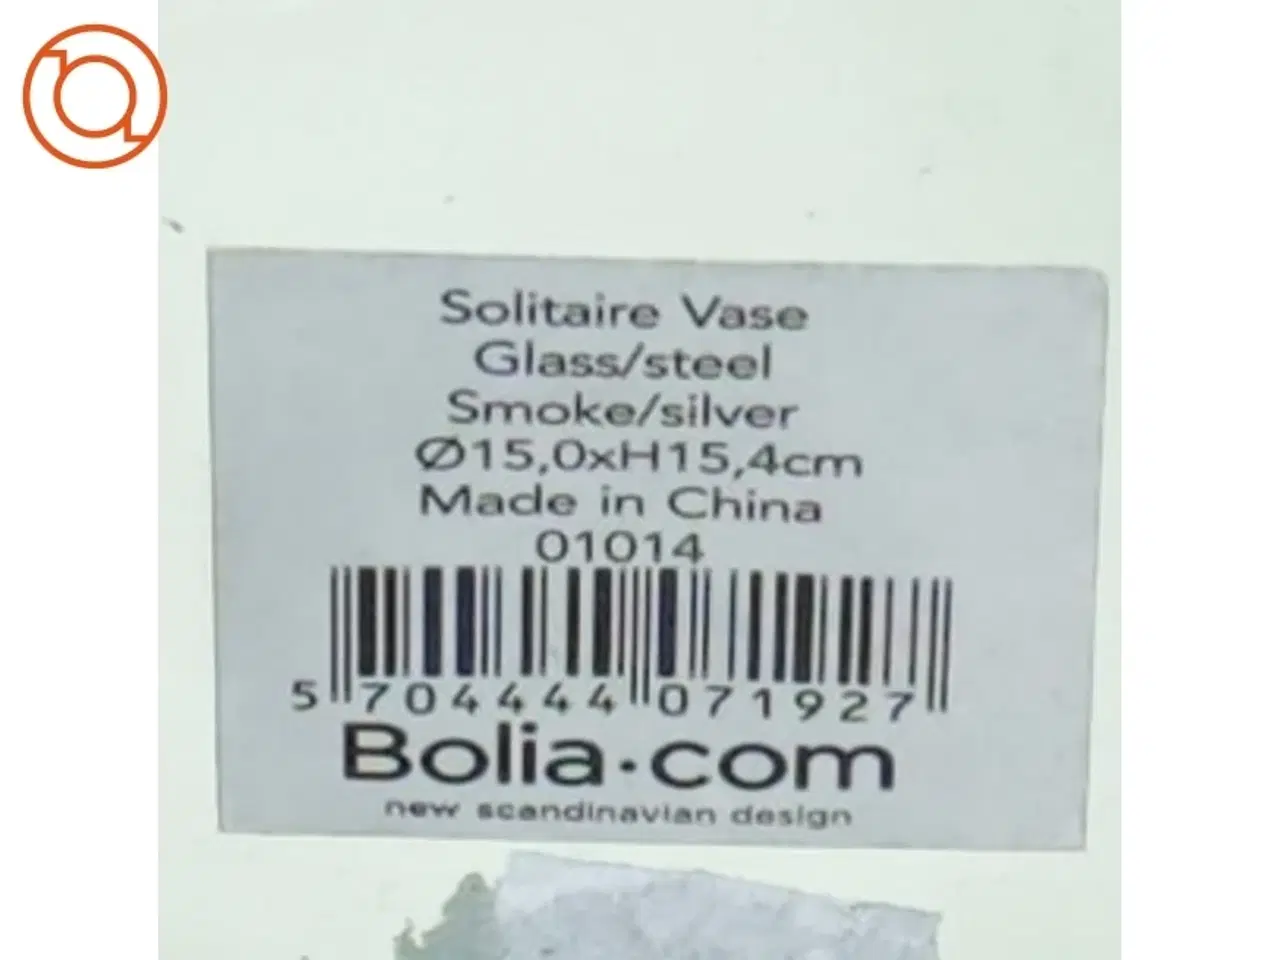 Solitaire Vase
Glass/steel
Smoke/silver
Ø15,0xH15,4cm
Made in China
01014
5 704444 071927
Bolia.com
new scandinavian design